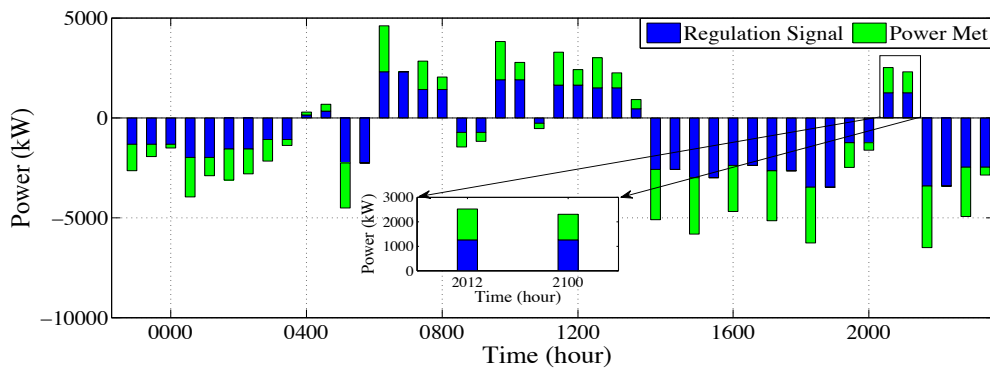 5000
Regulation Signal
Power Met
0
−5000
−10000
Power (kW)
3000
2000
1000
0
Power (kW)
2012
2100
Time (hour)
0000
0400
0800
1200
1600
2000
Time (hour)